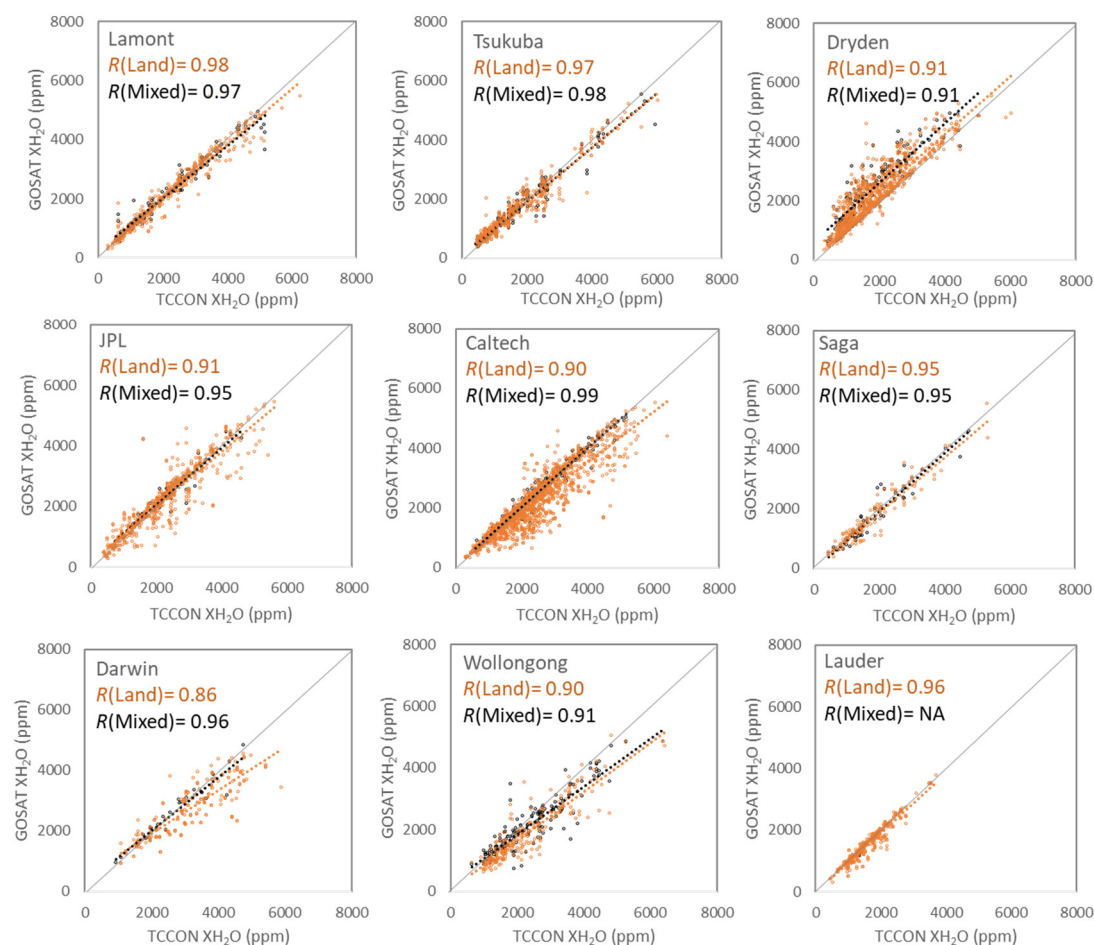 Lamont
R(Land)= 0.98
R(Mixed)= 0.97
GOSAT XH₂O (ppm)
8000
6000
4000
2000
0
0 2000 4000 6000 8000
TCCON XH₂O (ppm)
Tsukuba
R(Land)= 0.97
R(Mixed)= 0.98
GOSAT XH₂O (ppm)
8000
6000
4000
2000
0
0 2000 4000 6000 8000
TCCON XH₂O (ppm)
Dryden
R(Land)= 0.91
R(Mixed)= 0.91
GOSAT XH₂O (ppm)
8000
6000
4000
2000
0
0 2000 4000 6000 8000
TCCON XH₂O (ppm)
JPL
R(Land)= 0.91
R(Mixed)= 0.95
GOSAT XH₂O (ppm)
8000
6000
4000
2000
0
0 2000 4000 6000 8000
TCCON XH₂O (ppm)
Caltech
R(Land)= 0.90
R(Mixed)= 0.99
GOSAT XH₂O (ppm)
8000
6000
4000
2000
0
0 2000 4000 6000 8000
TCCON XH₂O (ppm)
Saga
R(Land)= 0.95
R(Mixed)= 0.95
GOSAT XH₂O (ppm)
8000
6000
4000
2000
0
0 2000 4000 6000 8000
TCCON XH₂O (ppm)
Darwin
R(Land)= 0.86
R(Mixed)= 0.96
GOSAT XH₂O (ppm)
8000
6000
4000
2000
0
0 2000 4000 6000 8000
TCCON XH₂O (ppm)
Wollongong
R(Land)= 0.90
R(Mixed)= 0.91
GOSAT XH₂O (ppm)
8000
6000
4000
2000
0
0 2000 4000 6000 8000
TCCON XH₂O (ppm)
Lauder
R(Land)= 0.96
R(Mixed)= NA
GOSAT XH₂O (ppm)
8000
6000
4000
2000
0
0 2000 4000 6000 8000
TCCON XH₂O (ppm)